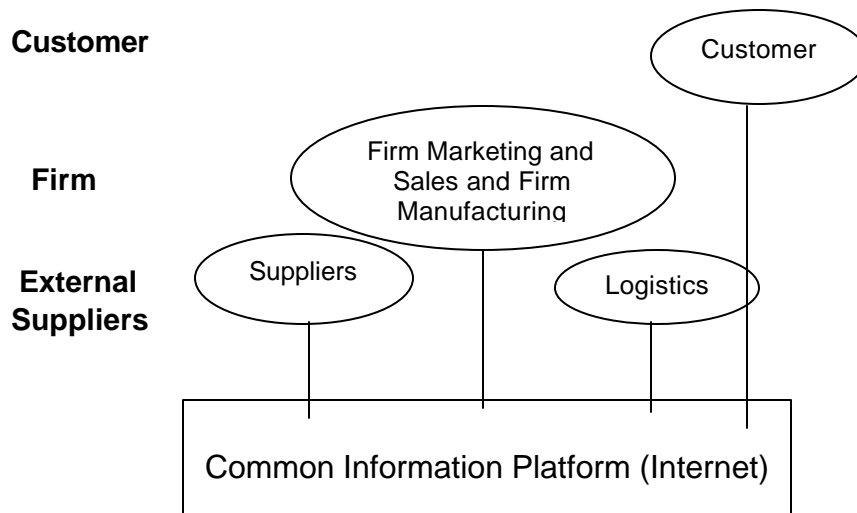 Customer
Customer
Firm
Firm Marketing and
Sales and Firm
Manufacturing
External
Suppliers
Suppliers
Logistics
Common Information Platform (Internet)